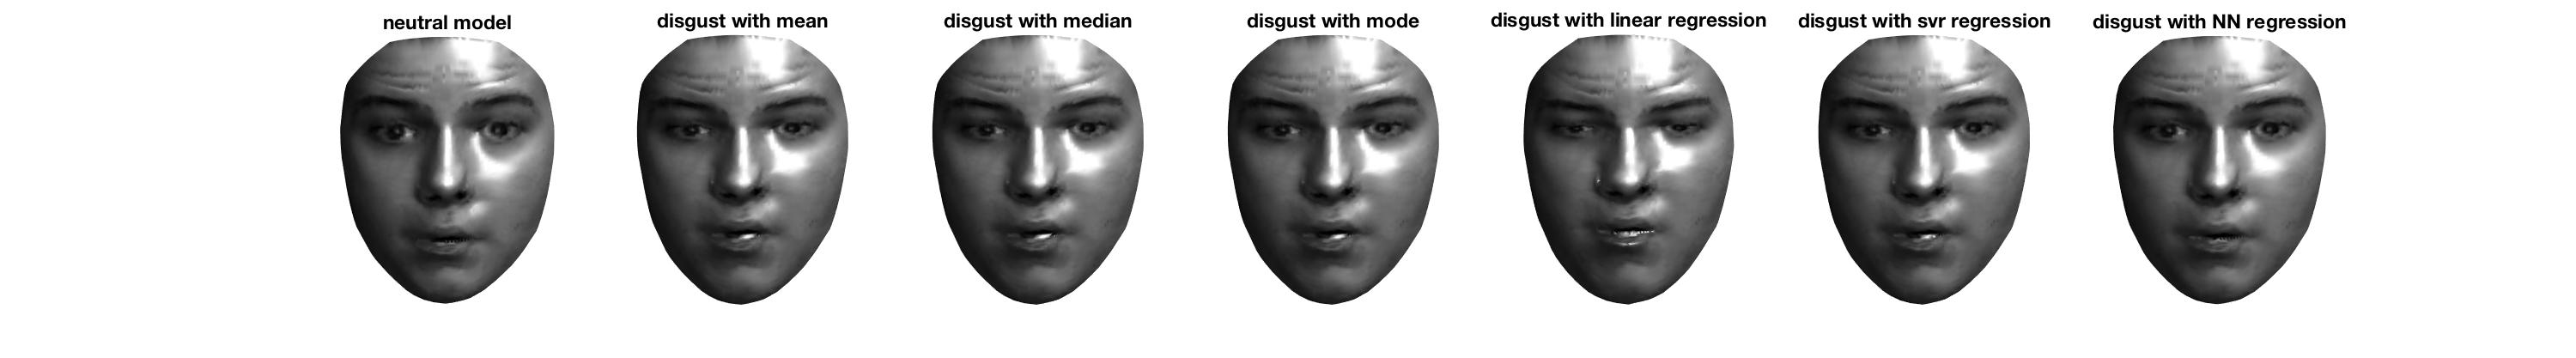 neutral model
disgust with mean
disgust with median
disgust with mode
disgust with linear regression
disgust with svr regression
disgust with NN regression